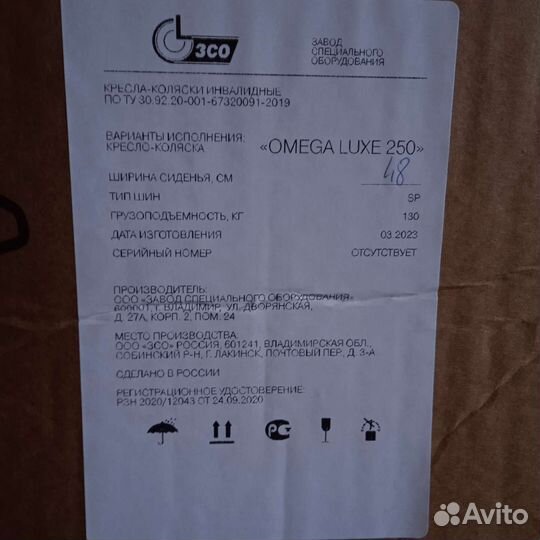 ЗСО
ЗАВОД
СПЕЦИАЛЬНОГО
ОБОРУДОВАНИЯ
КРЕСЛА-КОЛЯСКИ ИНВАЛИДНЫЕ
ПО ТУ 30.92.20-001-67320091-2019
ВАРИАНТЫ ИСПОЛНЕНИЯ:
КРЕСЛО-КОЛЯСКА «OMEGA LUXE 250»
ШИРИНА СИДЕНЬЯ, СМ 48
ТИП ШИН SP
ГРУЗОПОДЪЕМНОСТЬ, КГ 130
ДАТА ИЗГОТОВЛЕНИЯ 03.2023
СЕРИЙНЫЙ НОМЕР ОТСУТСТВУЕТ
ПРОИЗВОДИТЕЛЬ:
ООО «ЗАВОД СПЕЦИАЛЬНОГО ОБОРУДОВАНИЯ»
600001, Г. ВЛАДИМИР, УЛ. ДВОРЯНСКАЯ,
Д. 27А, КОРП. 2, ПОМ. 24
МЕСТО ПРОИЗВОДСТВА
ООО «ЗСО» РОССИЯ, 601241, ВЛАДИМИРСКАЯ ОБЛ.,
СОБИНСКИЙ Р-Н, Г. ЛАКИНСК, ПОЧТОВЫЙ ПЕР, Д. 3-А
СДЕЛАНО В РОССИИ
РЕГИСТРАЦИОННОЕ УДОСТОВЕРЕНИЕ:
РЗН 2020/12043 ОТ 24.09.2020
Avito